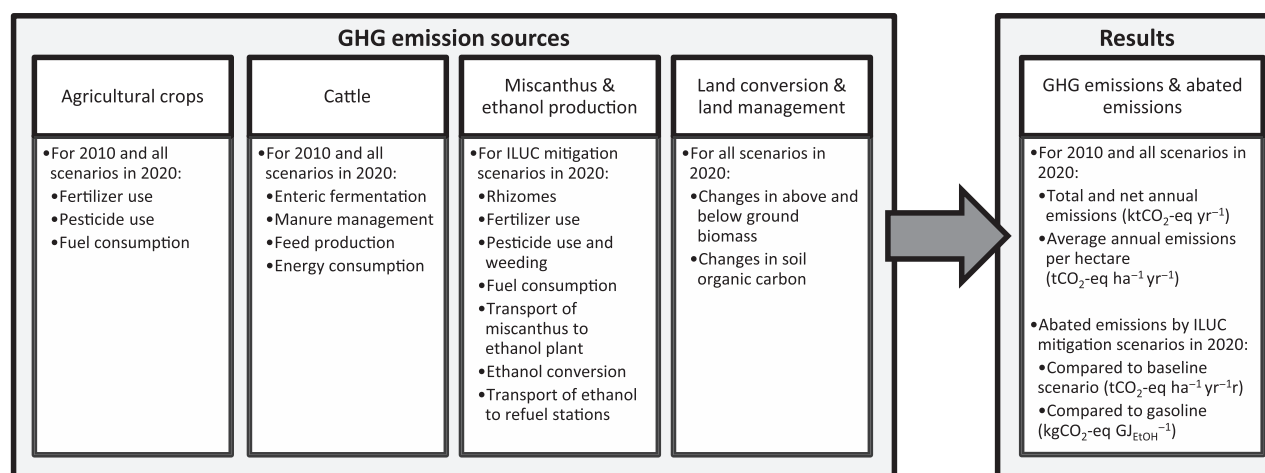 GHG emission sources
Agricultural crops
•For 2010 and all
scenarios in 2020:
•Fertilizer use
•Pesticide use
•Fuel consumption
Cattle
•For 2010 and all
scenarios in 2020:
•Enteric fermentation
•Manure management
•Feed production
•Energy consumption
Miscanthus &
ethanol production
•For ILUC mitigation
scenarios in 2020:
•Rhizomes
•Fertilizer use
•Pesticide use and
weeding
•Fuel consumption
•Transport of
miscanthus to
ethanol plant
•Ethanol conversion
•Transport of ethanol
to refuel stations
Land conversion &
land management
•For all scenarios in
2020:
•Changes in above and
below ground
biomass
•Changes in soil
organic carbon
Results
GHG emissions & abated
emissions
•For 2010 and all scenarios in
2020:
•Total and net annual
emissions (ktCO₂-eq yr⁻¹)
•Average annual emissions
per hectare
(tCO₂-eq ha⁻¹ yr⁻¹)
•Abated emissions by ILUC
mitigation scenarios in 2020:
•Compared to baseline
scenario (tCO₂-eq ha⁻¹ yr⁻¹r)
•Compared to gasoline
(kgCO₂-eq GJ_EtOH⁻¹)